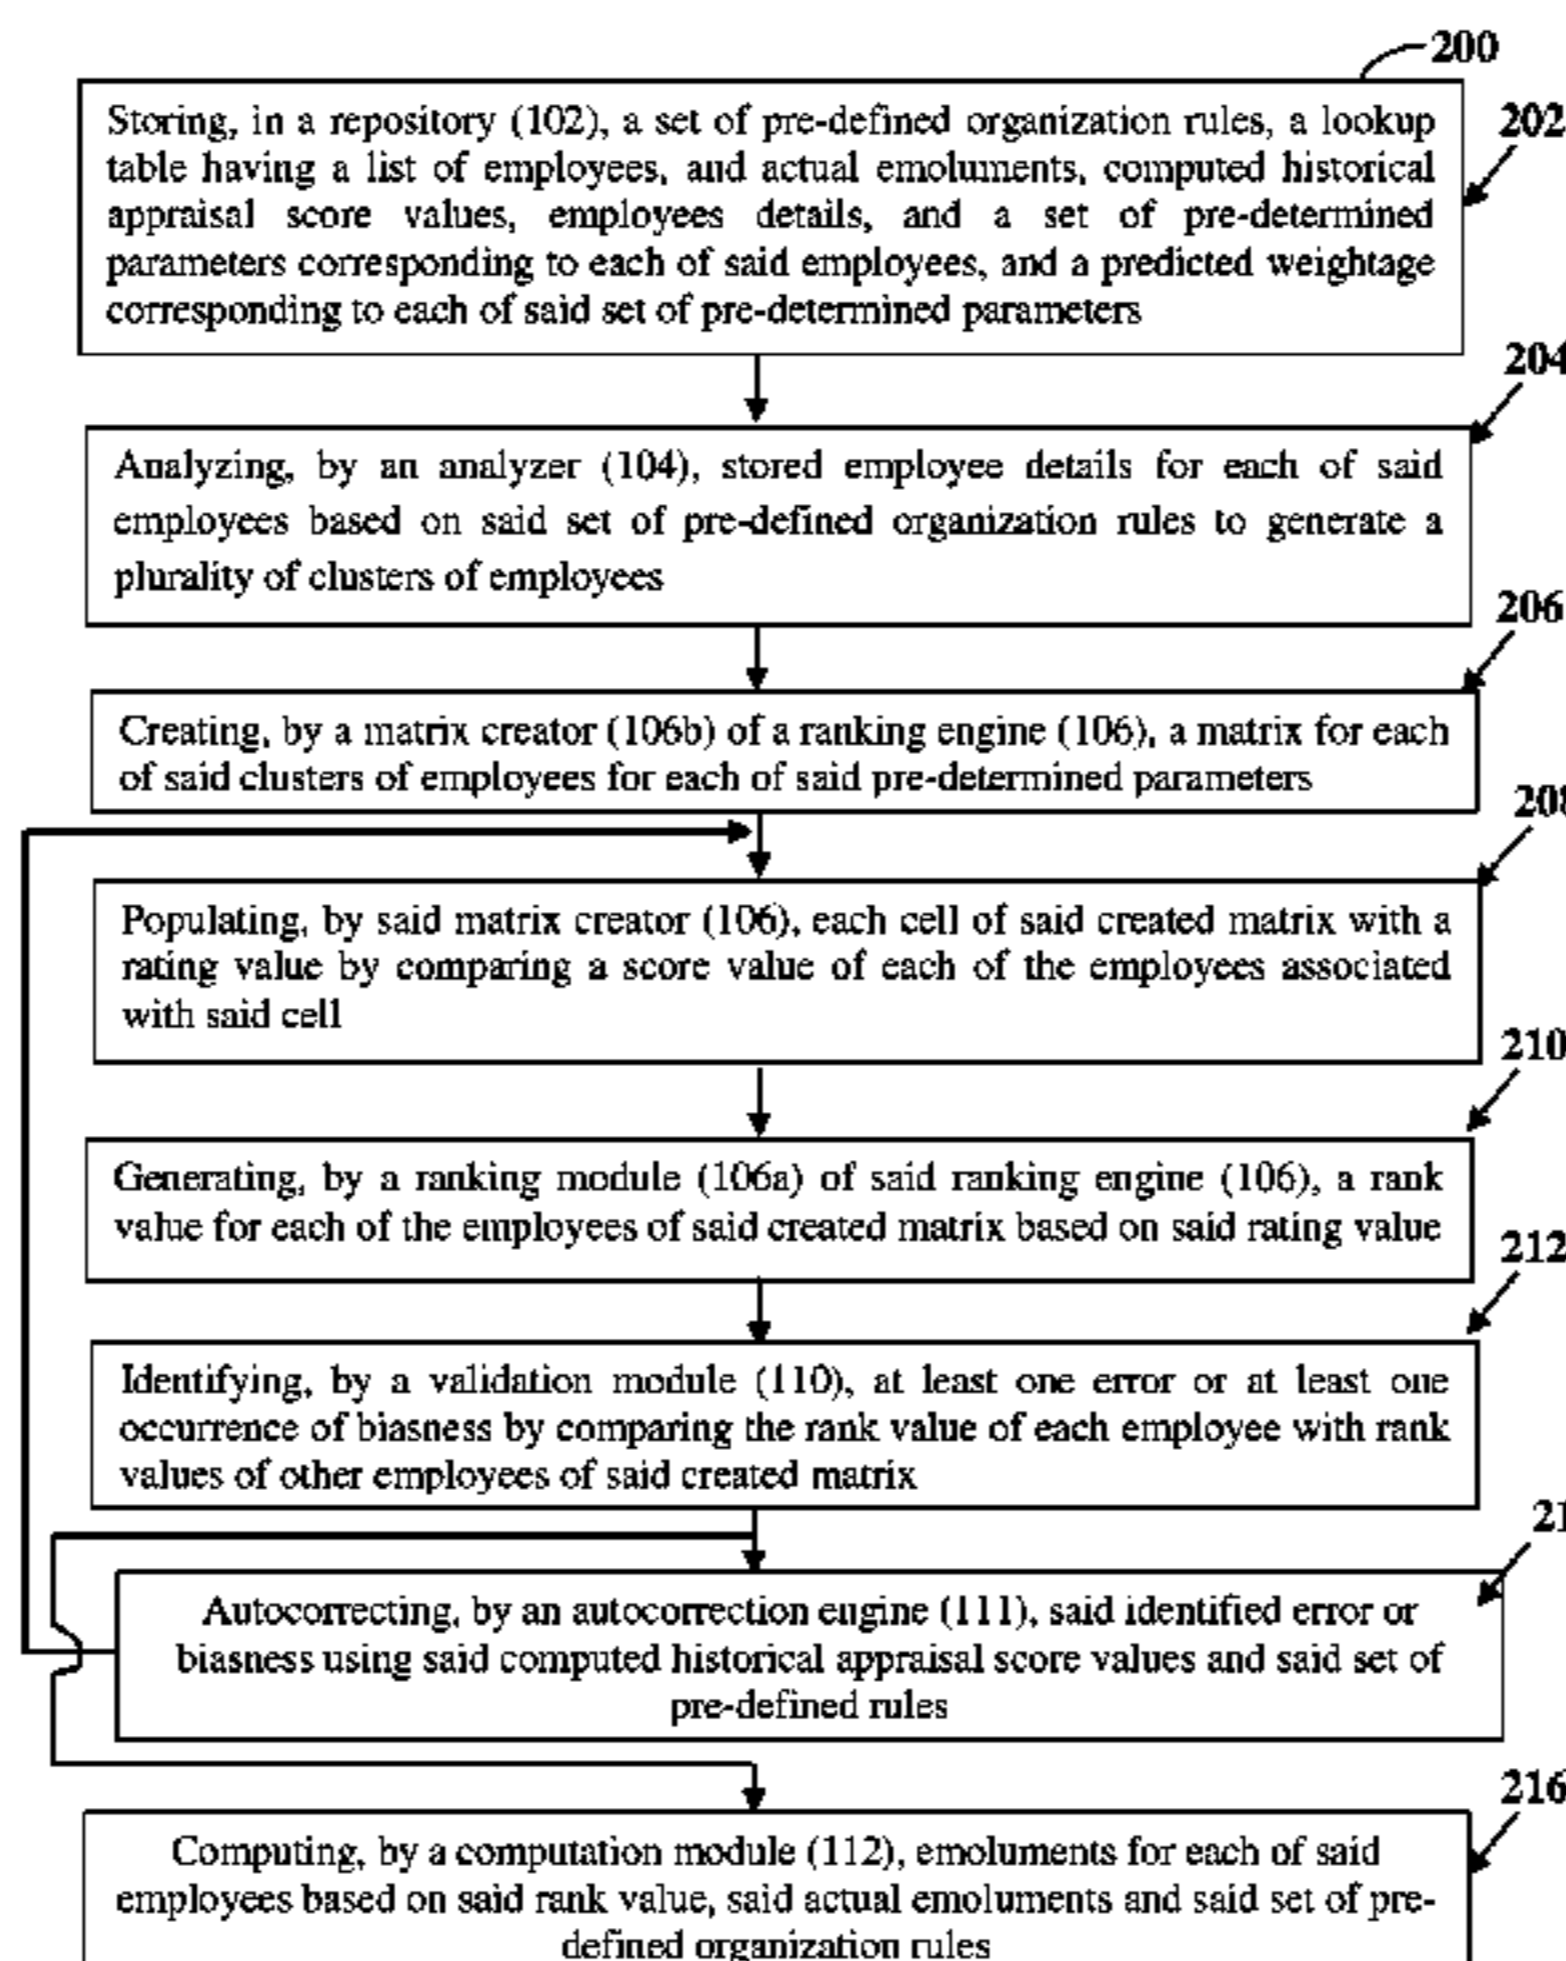 200
Storing, in a repository (102), a set of pre-defined organization rules, a lookup
table having a list of employees, and actual emoluments, computed historical
appraisal score values, employees details, and a set of pre-determined
parameters corresponding to each of said employees, and a predicted weightage
corresponding to each of said set of pre-determined parameters
202
204
Analyzing, by an analyzer (104), stored employee details for each of said
employees based on said set of pre-defined organization rules to generate a
plurality of clusters of employees
206
Creating, by a matrix creator (106b) of a ranking engine (106), a matrix for each
of said clusters of employees for each of said pre-determined parameters
208
Populating, by said matrix creator (106), each cell of said created matrix with a
rating value by comparing a score value of each of the employees associated
with said cell
210
Generating, by a ranking module (106a) of said ranking engine (106), a rank
value for each of the employees of said created matrix based on said rating value
212
Identifying, by a validation module (110), at least one error or at least one
occurrence of biasness by comparing the rank value of each employee with rank
values of other employees of said created matrix
21
Autocorrecting, by an autocorrection engine (111), said identified error or
biasness using said computed historical appraisal score values and said set of
pre-defined rules
216
Computing, by a computation module (112), emoluments for each of said
employees based on said rank value, said actual emoluments and said set of pre-
defined organization rules